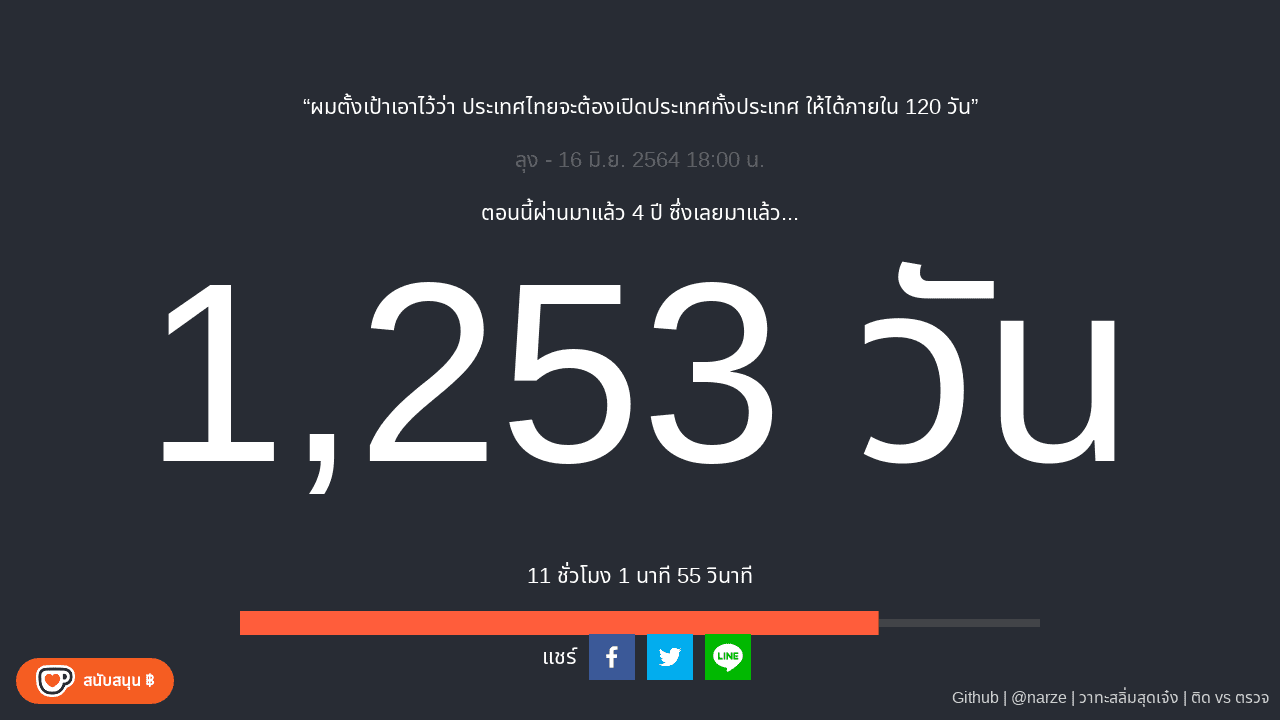 “ผมตั้งเป้าเอาไว้ว่า ประเทศไทยจะต้องเปิดประเทศทั้งประเทศ ให้ได้ภายใน 120 วัน”
ลุง - 16 มิ.ย. 2564 18:00 น.
ตอนนี้ผ่านมาแล้ว 4 ปี ซึ่งเลยมาแล้ว...
1,253 วัน
11 ชั่วโมง 1 นาที 55 วินาที
แชร์
LINE
สนับสนุน ฿
Github | @narze | วาทะสลิ่มสุดเจ๋ง | ติด vs ตรวจ